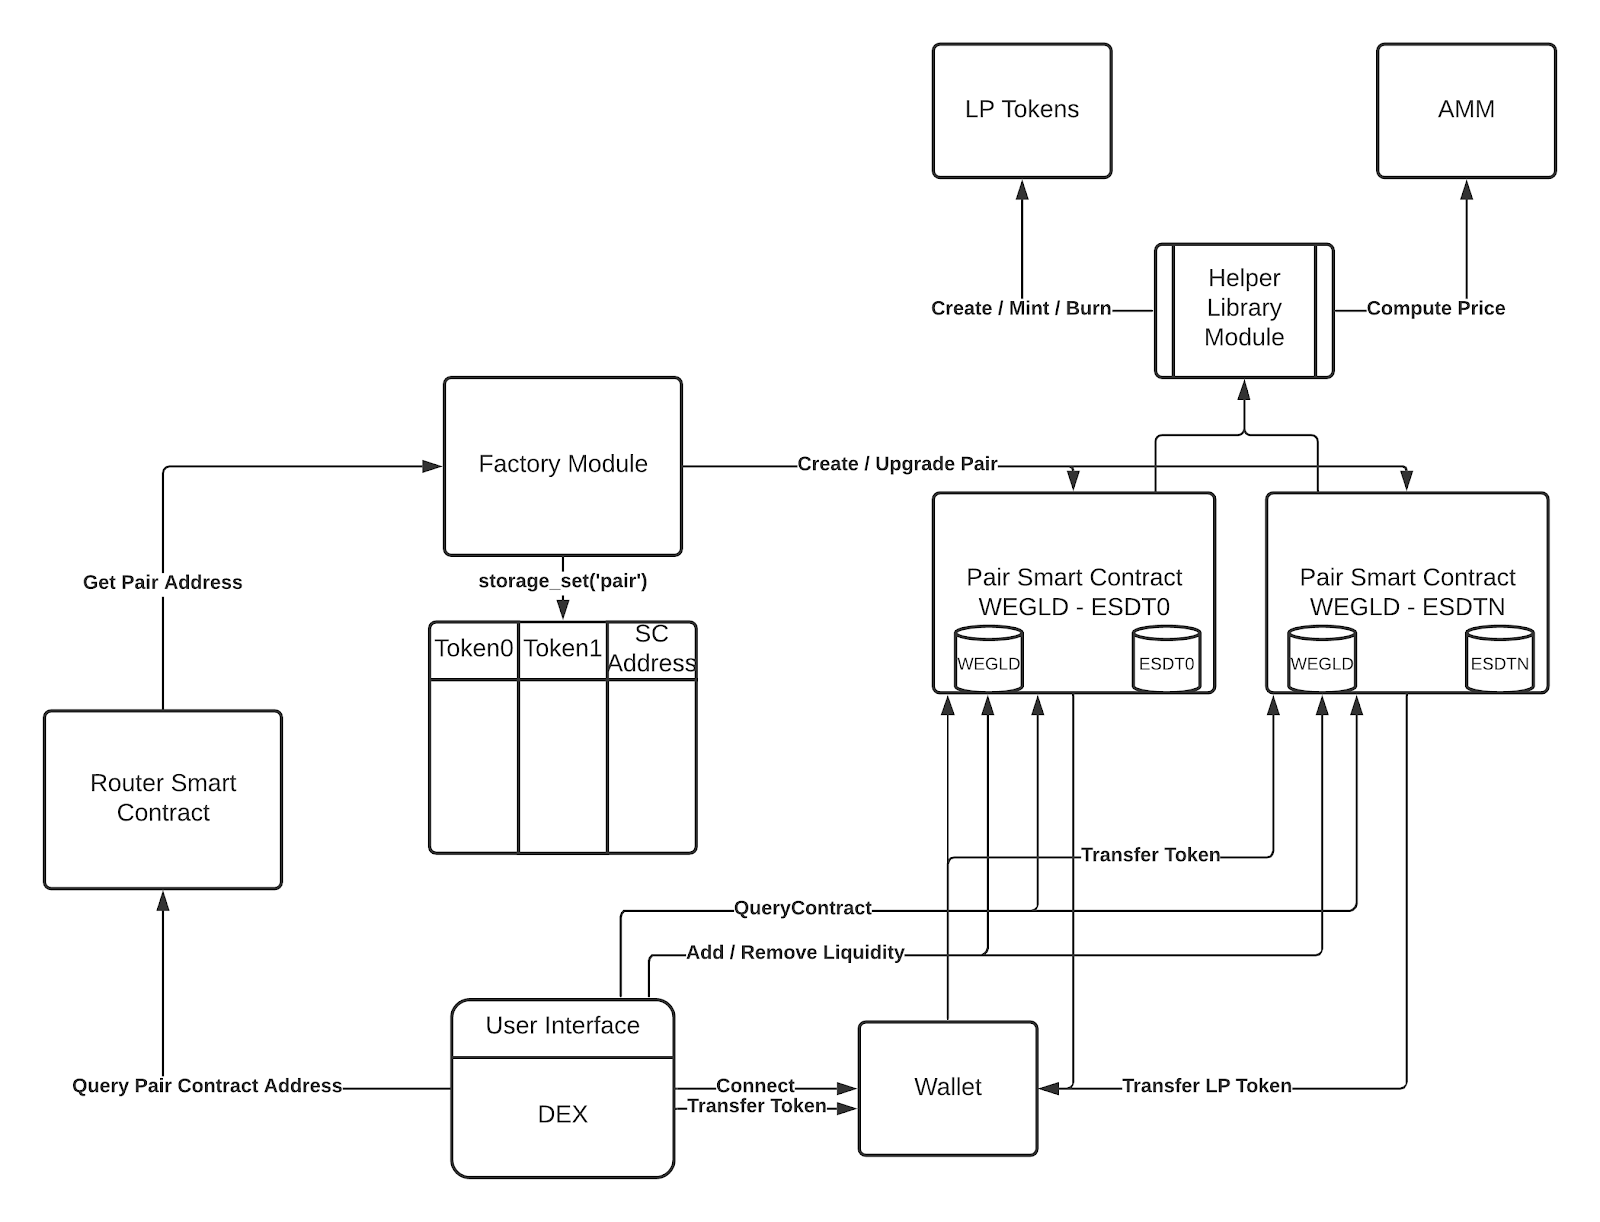 LP Tokens
AMM
Helper
Library
Module
Create / Mint / Burn
Compute Price
Factory Module
Create / Upgrade Pair
Get Pair Address
storage_set('pair')
Token0
Token1
SC
Address
Pair Smart Contract
WEGLD - ESDT0
WEGLD
ESDT0
Pair Smart Contract
WEGLD - ESDTN
WEGLD
ESDTN
Router Smart
Contract
Transfer Token
QueryContract
Add / Remove Liquidity
User Interface
DEX
Query Pair Contract Address
Connect
Transfer Token
Wallet
Transfer LP Token